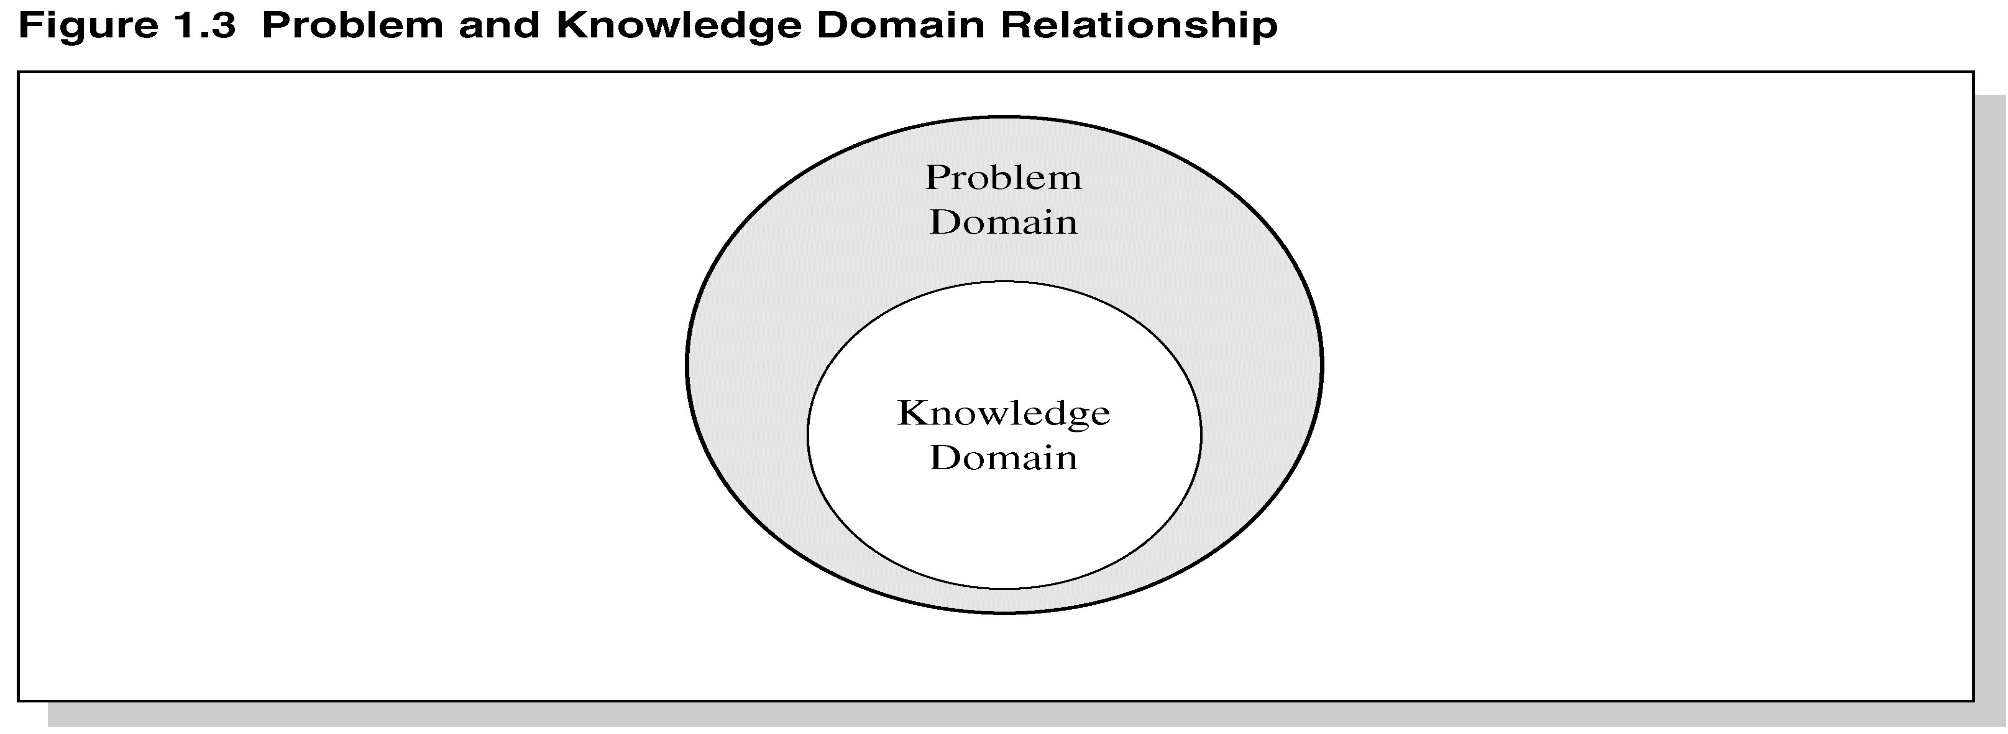 Figure 1.3 Problem and Knowledge Domain Relationship
Problem
Domain
Knowledge
Domain